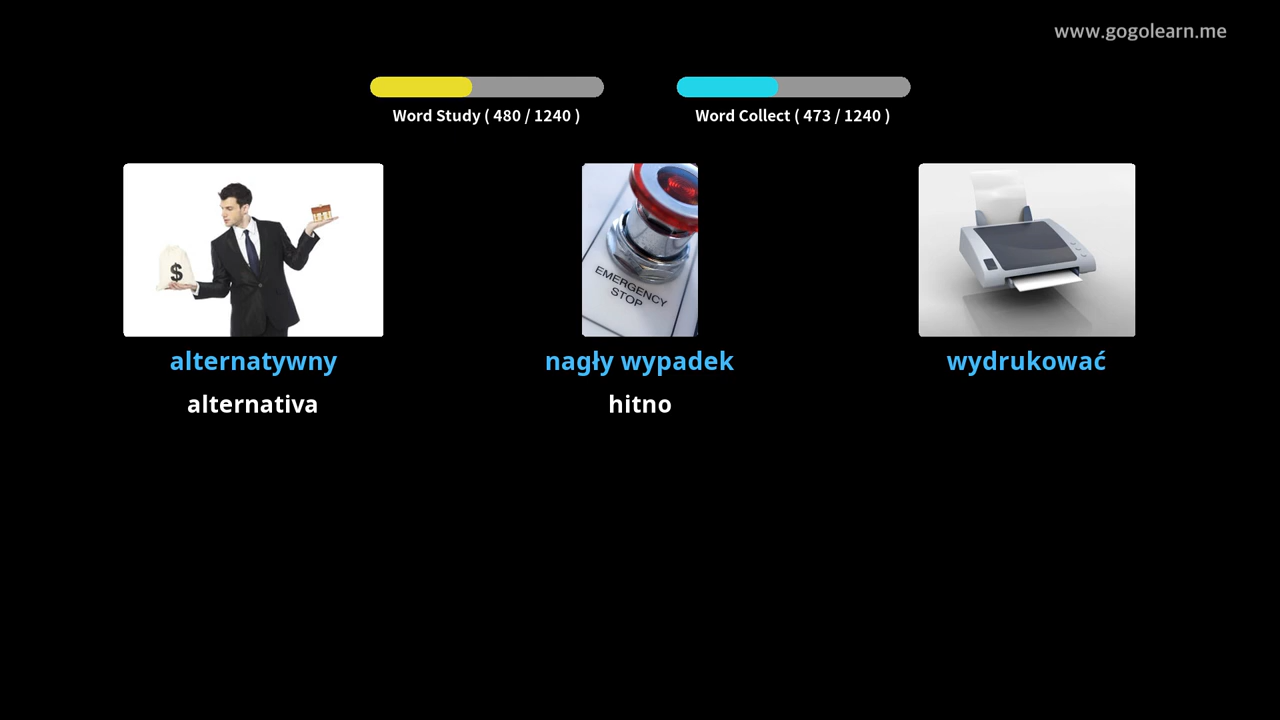 www.gogolearn.me
Word Study ( 480 / 1240 )
Word Collect ( 473 / 1240 )
$
EMERGENCY
STOP
alternatywny
nagły wypadek
wydrukować
alternativa
hitno